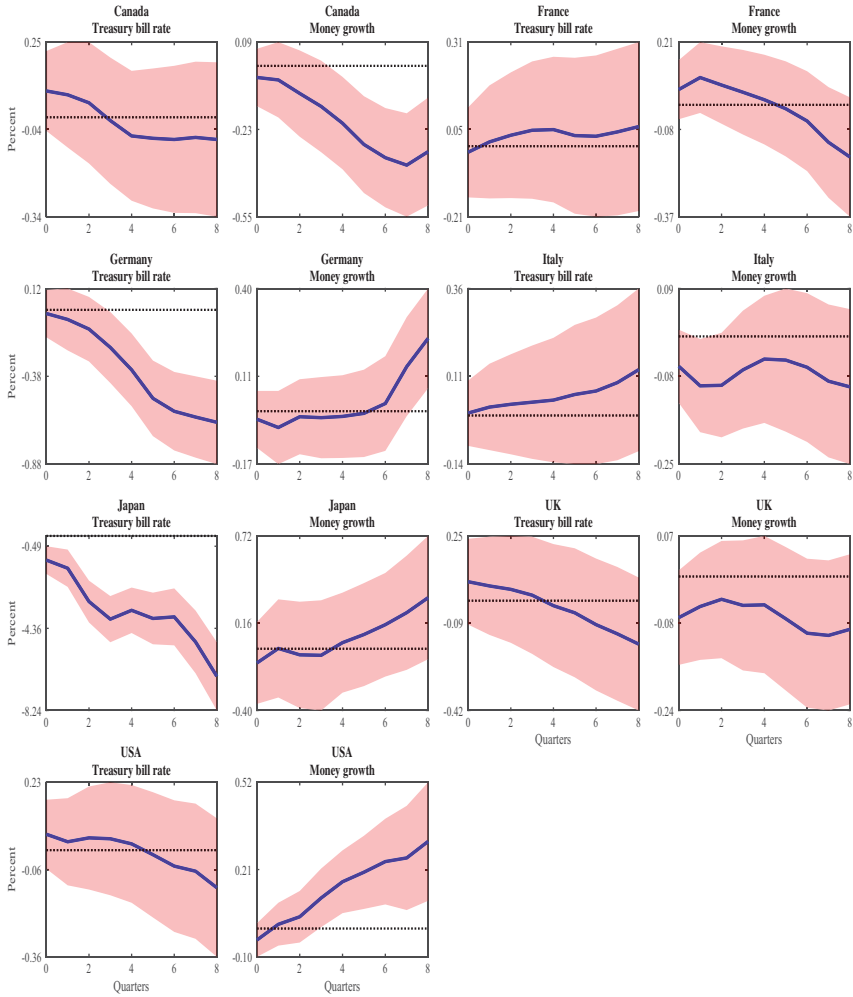 Canada
Treasury bill rate
Canada
Money growth
France
Treasury bill rate
France
Money growth
0.25
-0.04
-0.34
0.09
-0.23
-0.55
0.31
0.05
-0.21
0.21
-0.08
-0.37
Percent
0 2 4 6 8
0 2 4 6 8
0 2 4 6 8
0 2 4 6 8
Germany
Treasury bill rate
Germany
Money growth
Italy
Treasury bill rate
Italy
Money growth
0.12
-0.38
-0.88
0.40
0.11
-0.17
0.36
0.11
-0.14
0.09
-0.08
-0.25
Percent
0 2 4 6 8
0 2 4 6 8
0 2 4 6 8
0 2 4 6 8
Japan
Treasury bill rate
Japan
Money growth
UK
Treasury bill rate
UK
Money growth
-0.49
-4.36
-8.24
0.72
0.16
-0.40
0.25
-0.09
-0.42
0.07
-0.08
-0.24
Percent
0 2 4 6 8
0 2 4 6 8
0 2 4 6 8
0 2 4 6 8
Quarters
Quarters
USA
Treasury bill rate
USA
Money growth
0.23
-0.06
-0.36
0.52
0.21
-0.10
Percent
0 2 4 6 8
0 2 4 6 8
Quarters
Quarters